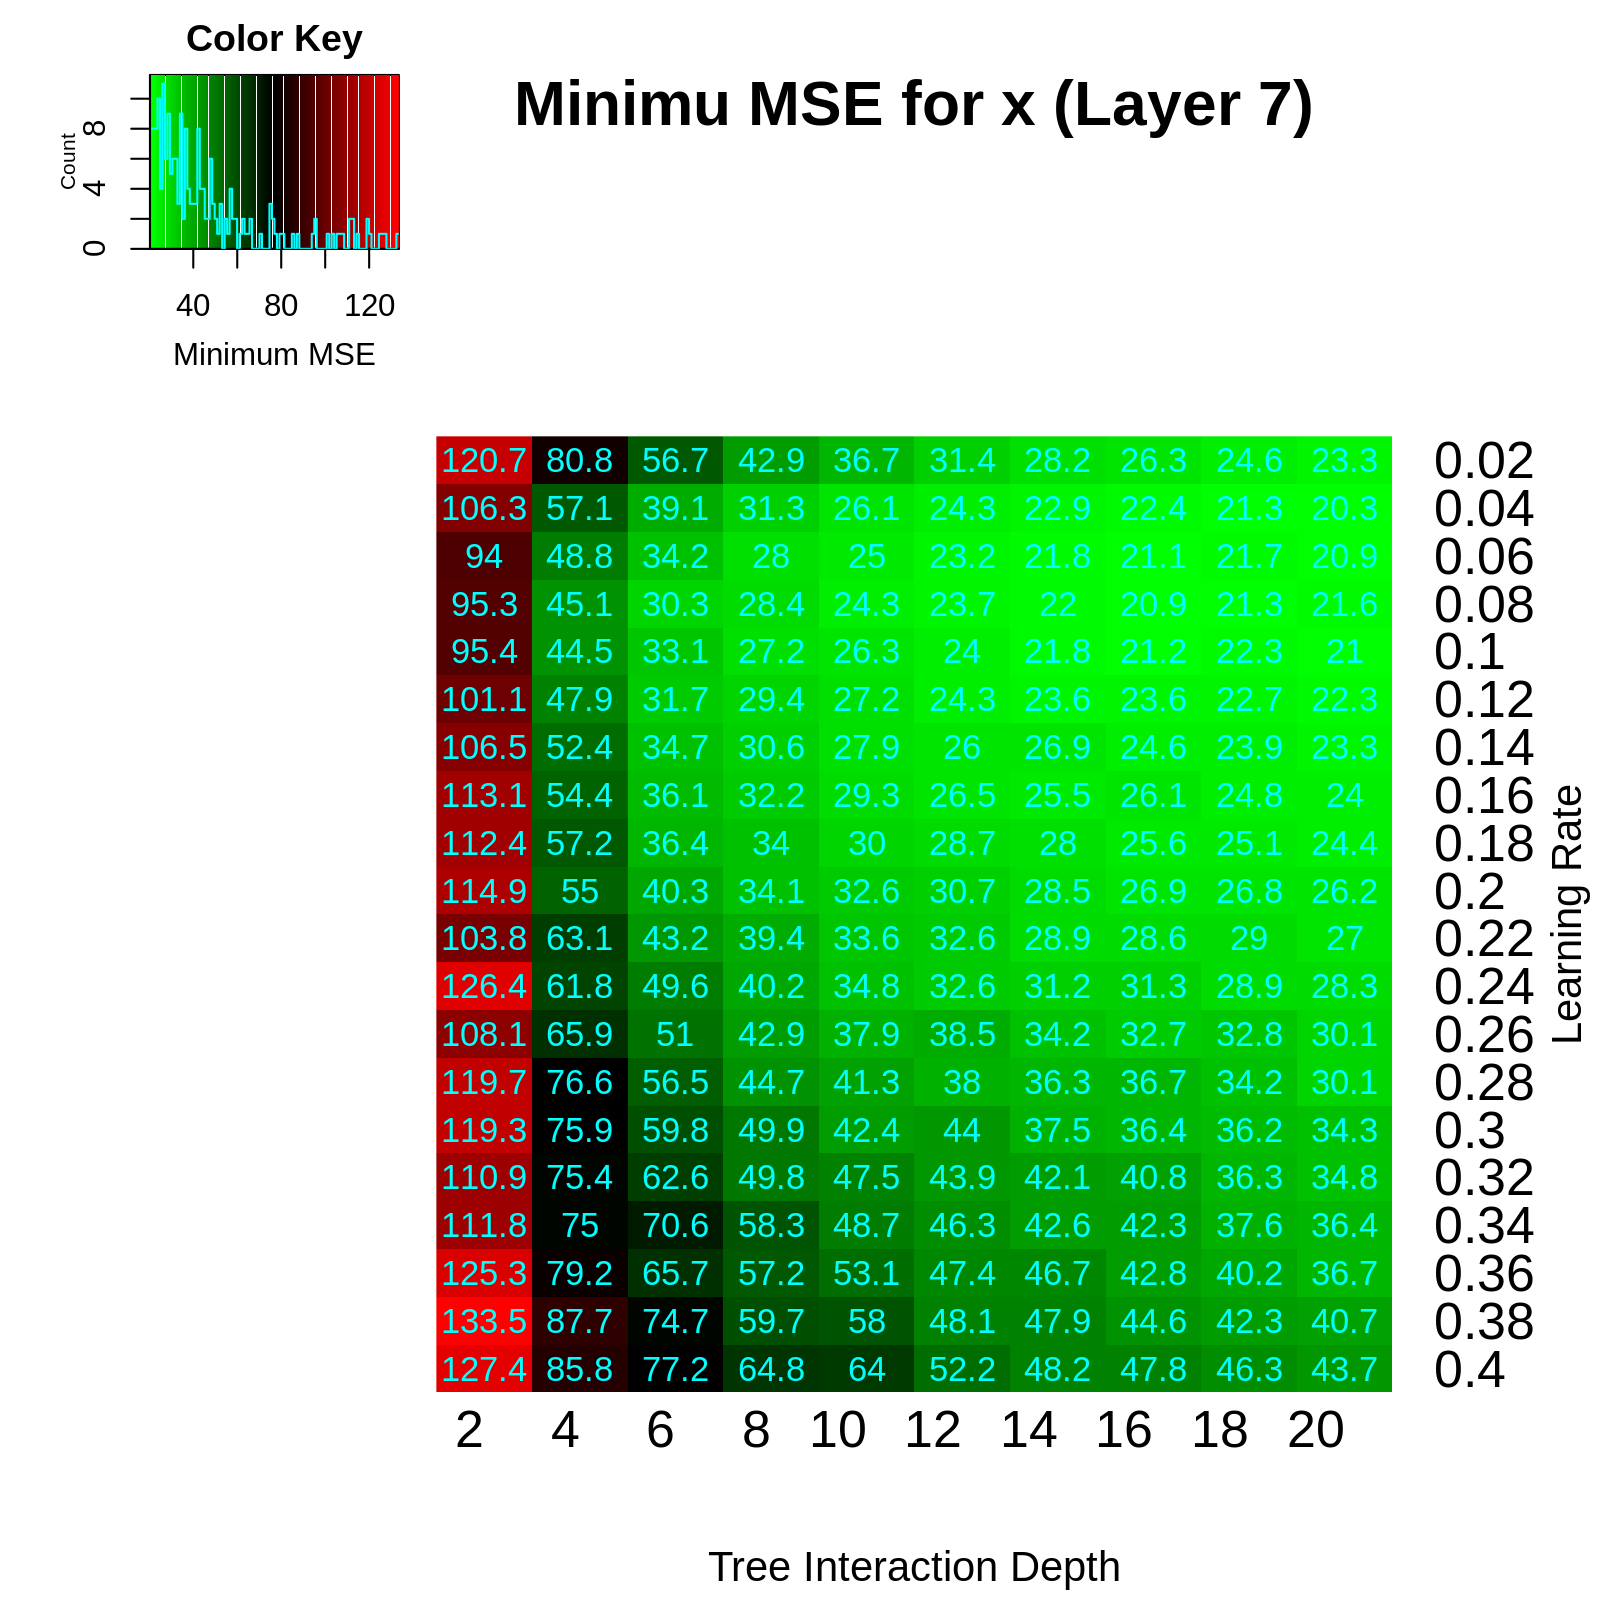 Color Key
Minimu MSE for x (Layer 7)
Count
0 4 8
40 80 120
Minimum MSE
120.7 80.8 56.7 42.9 36.7 31.4 28.2 26.3 24.6 23.3 0.02
106.3 57.1 39.1 31.3 26.1 24.3 22.9 22.4 21.3 20.3 0.04
94 48.8 34.2 28 25 23.2 21.8 21.1 21.7 20.9 0.06
95.3 45.1 30.3 28.4 24.3 23.7 22 20.9 21.3 21.6 0.08
95.4 44.5 33.1 27.2 26.3 24 21.8 21.2 22.3 21 0.1
101.1 47.9 31.7 29.4 27.2 24.3 23.6 23.6 22.7 22.3 0.12
106.5 52.4 34.7 30.6 27.9 26 26.9 24.6 23.9 23.3 0.14
113.1 54.4 36.1 32.2 29.3 26.5 25.5 26.1 24.8 24 0.16
112.4 57.2 36.4 34 30 28.7 28 25.6 25.1 24.4 0.18
114.9 55 40.3 34.1 32.6 30.7 28.5 26.9 26.8 26.2 0.2
103.8 63.1 43.2 39.4 33.6 32.6 28.9 28.6 29 27 0.22
126.4 61.8 49.6 40.2 34.8 32.6 31.2 31.3 28.9 28.3 0.24
108.1 65.9 51 42.9 37.9 38.5 34.2 32.7 32.8 30.1 0.26
119.7 76.6 56.5 44.7 41.3 38 36.3 36.7 34.2 30.1 0.28
119.3 75.9 59.8 49.9 42.4 44 37.5 36.4 36.2 34.3 0.3
110.9 75.4 62.6 49.8 47.5 43.9 42.1 40.8 36.3 34.8 0.32
111.8 75 70.6 58.3 48.7 46.3 42.6 42.3 37.6 36.4 0.34
125.3 79.2 65.7 57.2 53.1 47.4 46.7 42.8 40.2 36.7 0.36
133.5 87.7 74.7 59.7 58 48.1 47.9 44.6 42.3 40.7 0.38
127.4 85.8 77.2 64.8 64 52.2 48.2 47.8 46.3 43.7 0.4
Learning Rate
2 4 6 8 10 12 14 16 18 20
Tree Interaction Depth